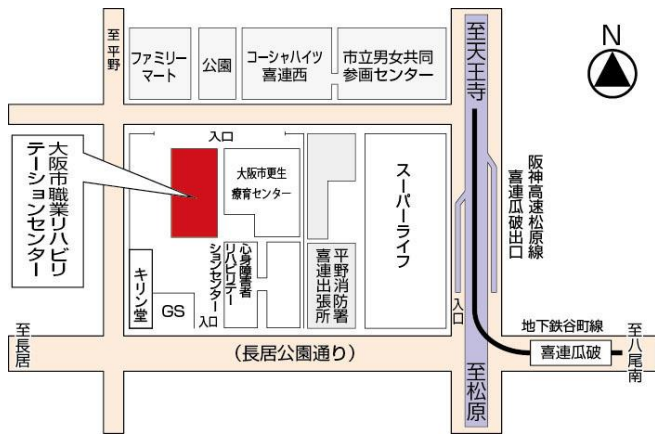 至平野
ファミリー
マート
公園
コーシャハイツ
喜連西
市立男女共同
参画センター
至天王寺
N
入口
大阪市職業リハビリ
テーションセンター
大阪市更生
療育センター
スーパーライフ
阪神高速松原線
喜連瓜破出口
キリン堂
GS
入口
心身障害者
リハビリテー
ションセンター
平野消防署
喜連出張所
入口
地下鉄谷町線
喜連瓜破
至八尾南
至長居
(長居公園通り)
至松原